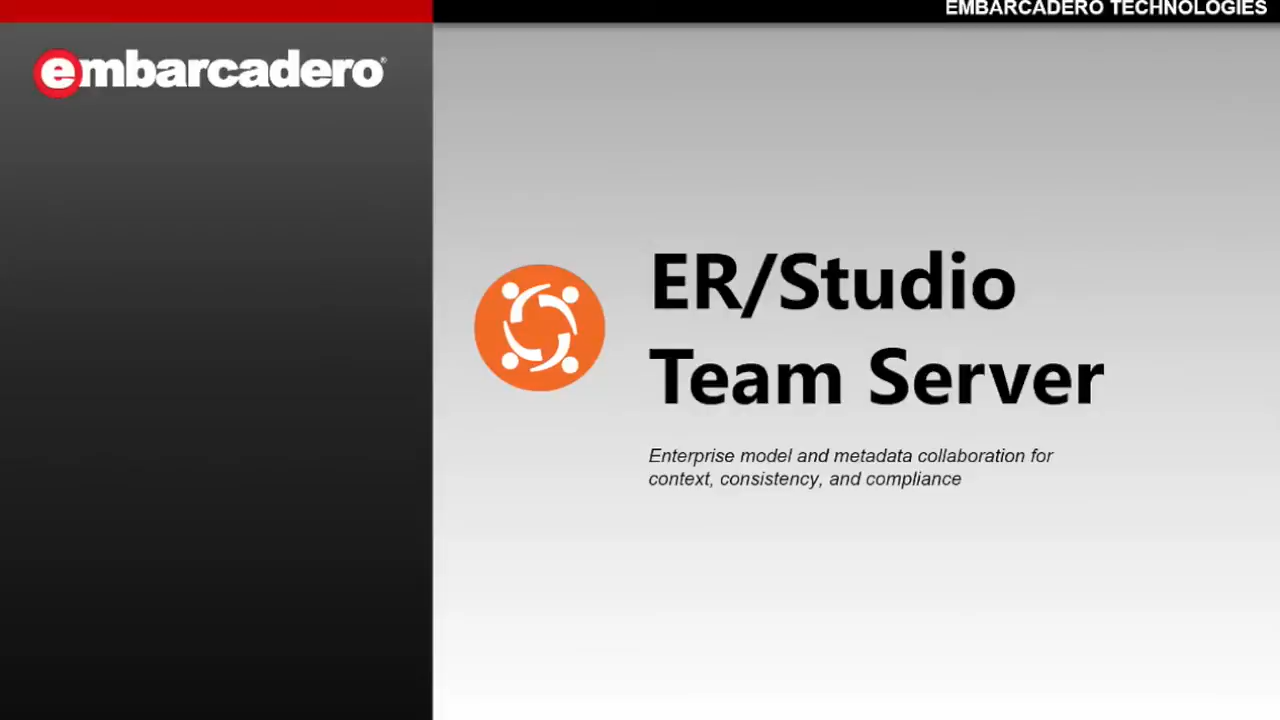 EMBARCADERO TECHNOLOGIES
embarcadero®
ER/Studio
Team Server
Enterprise model and metadata collaboration for
context, consistency, and compliance